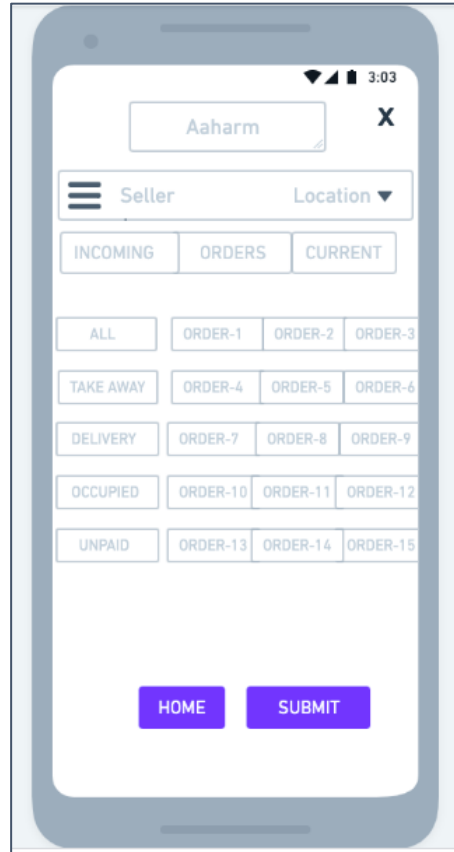 3:03
Aaharm X
Seller Location
INCOMING ORDERS CURRENT
ALL ORDER-1 ORDER-2 ORDER-3
TAKE AWAY ORDER-4 ORDER-5 ORDER-6
DELIVERY ORDER-7 ORDER-8 ORDER-9
OCCUPIED ORDER-10 ORDER-11 ORDER-12
UNPAID ORDER-13 ORDER-14 ORDER-15
HOME SUBMIT